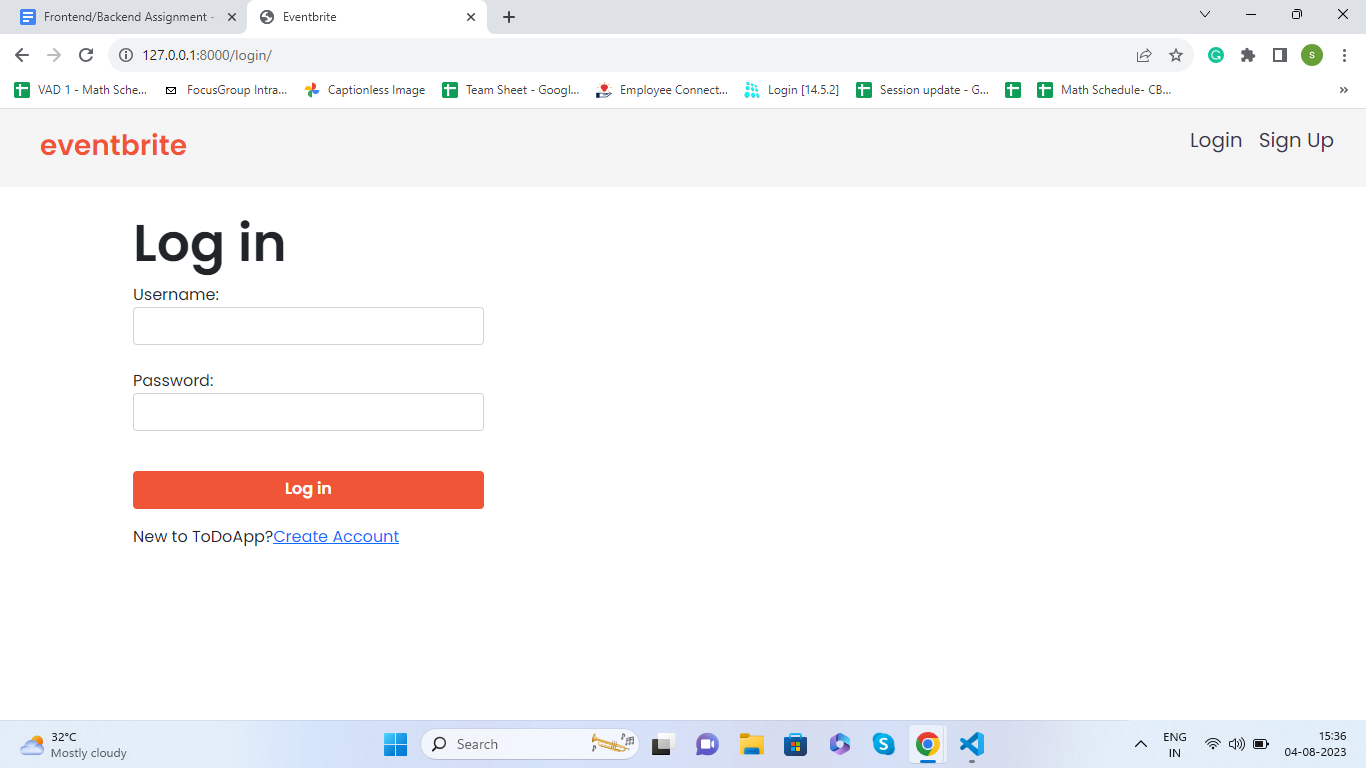 Frontend/Backend Assignment -
Eventbrite
127.0.0.1:8000/login/
S
VAD 1 - Math Sche...
FocusGroup Intra...
Captionless Image
Team Sheet - Googl...
Employee Connect...
Login [14.5.2]
Session update - G...
Math Schedule- CB...
»
eventbrite
Login
Sign Up
Log in
Username:
Password:
Log in
New to ToDoApp?Create Account
32°C
Mostly cloudy
Search
ENG
IN
15:36
04-08-2023